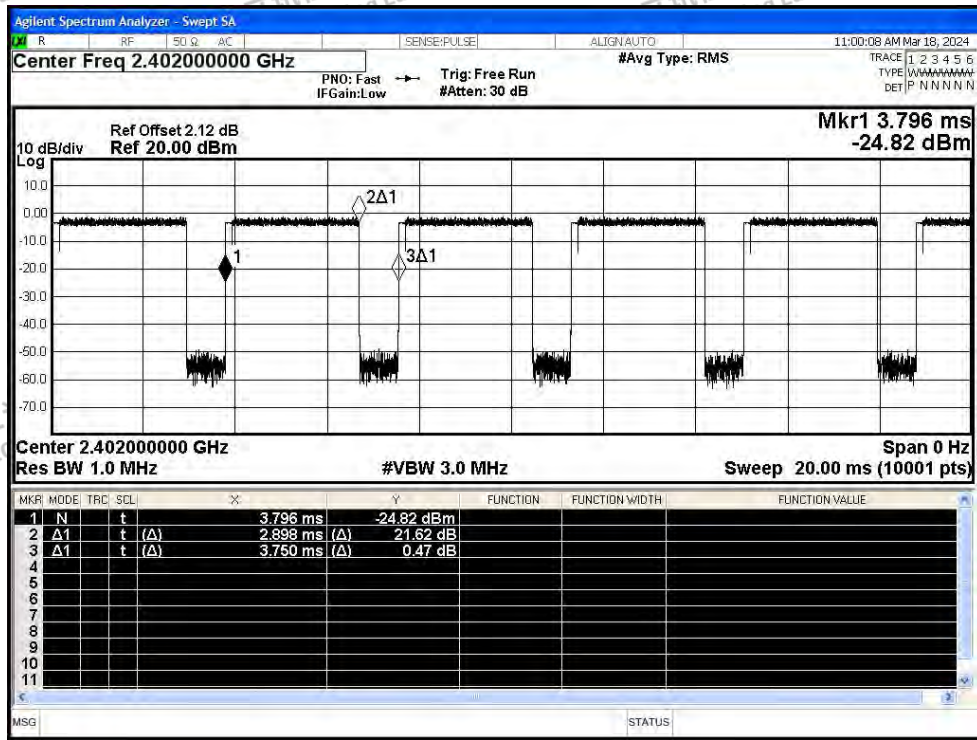 Agilent Spectrum Analyzer - Swept SA
LXI R RF 50 Ω AC SENSE:PULSE ALIGN AUTO 11:00:08 AM Mar 18, 2024
Center Freq 2.402000000 GHz #Avg Type: RMS TRACE 1 2 3 4 5 6
PNO: Fast Trig: Free Run TYPE WWWWWW
IFGain:Low #Atten: 30 dB DET P N N N N N
Mkr1 3.796 ms
Ref Offset 2.12 dB
10 dB/div Ref 20.00 dBm -24.82 dBm
Log
10.0
2Δ1
0.00
-10.0
1 3Δ1
-20.0
-30.0
-40.0
-50.0
-60.0
-70.0
Center 2.402000000 GHz Span 0 Hz
Res BW 1.0 MHz #VBW 3.0 MHz Sweep 20.00 ms (10001 pts)
MKR MODE TRC SCL X Y FUNCTION FUNCTION WIDTH FUNCTION VALUE
1 N t 3.796 ms -24.82 dBm
2 Δ1 t (Δ) 2.898 ms (Δ) 21.62 dB
3 Δ1 t (Δ) 3.750 ms (Δ) 0.47 dB
4
5
6
7
8
9
10
11
MSG STATUS